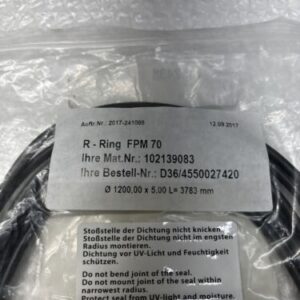 Auftr.Nr.: 2017-241069 12.09.2017
R - Ring FPM 70
Ihre Mat.Nr.: 102139083
Ihre Bestell-Nr.: D36/4550027420
Ø 1200,00 x 5,00 L= 3783 mm
Stoßstelle der Dichtung nicht knicken.
Stoßstelle der Dichtung nicht im engsten
Radius montieren.
Dichtung vor UV-Licht und Feuchtigkeit
schützen.
Do not bend joint of the seal.
Do not mount joint of the seal within
narrowest radius.
Protect seal from UV-light and moisture.